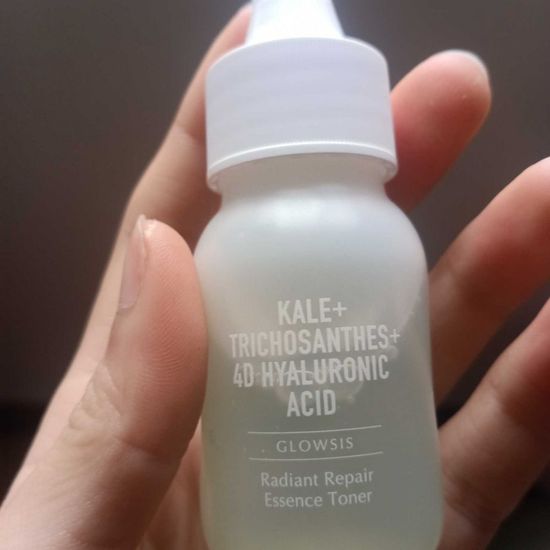 KALE+
TRICHOSANTHES+
4D HYALURONIC
ACID
GLOWSIS
Radiant Repair
Essence Toner